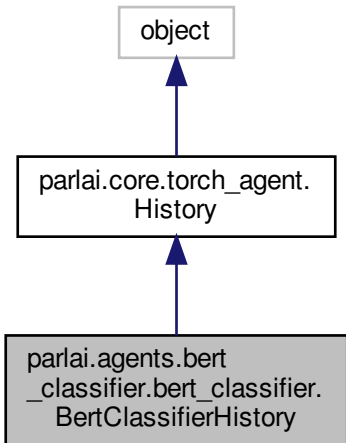 object
parlai.core.torch_agent.
History
parlai.agents.bert
_classifier.bert_classifier.
BertClassifierHistory